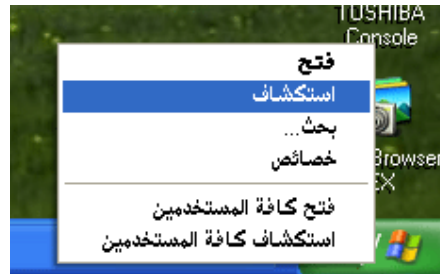 TOSHIBA
Console
فتح
استكشاف
بحث...
خصائص
Browser
EX
فتح كافة المستخدمين
استكشاف كافة المستخدمين